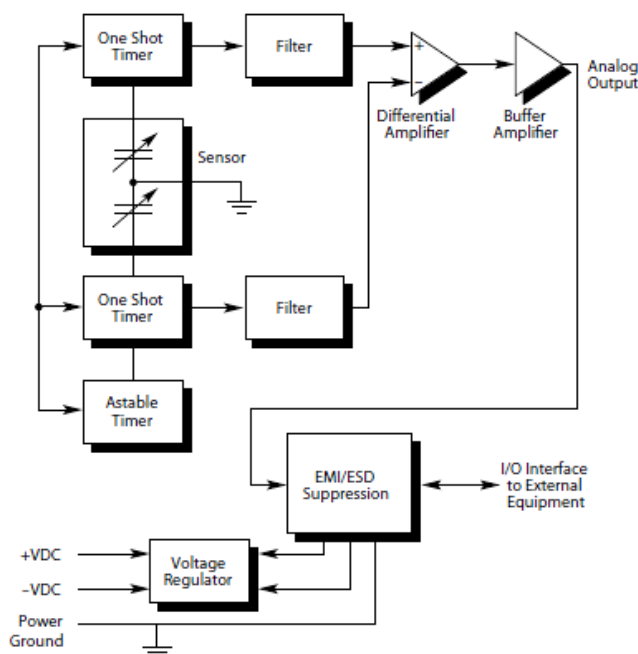 One Shot
Timer
Filter
+
−
Differential
Amplifier
Buffer
Amplifier
Analog
Output
Sensor
One Shot
Timer
Filter
Astable
Timer
EMI/ESD
Suppression
I/O Interface
to External
Equipment
+VDC
−VDC
Voltage
Regulator
Power
Ground